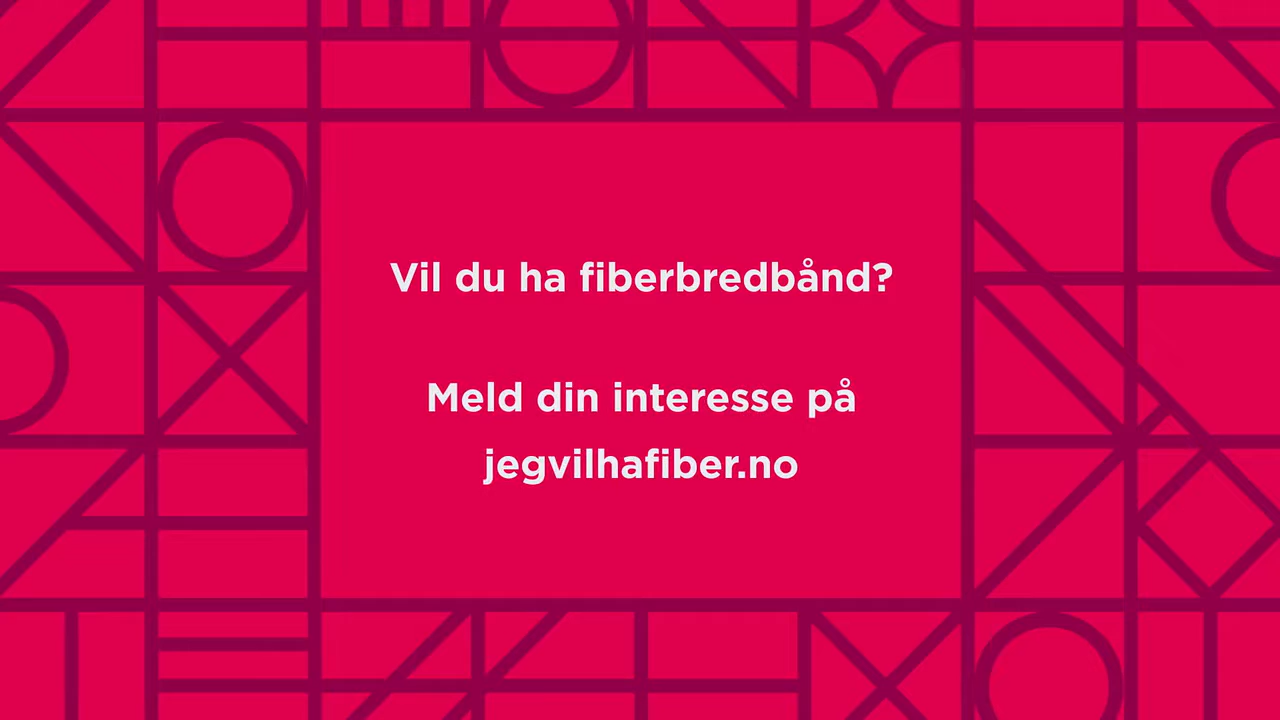 Vil du ha fiberbredbånd?
Meld din interesse på
jegvilhafiber.no